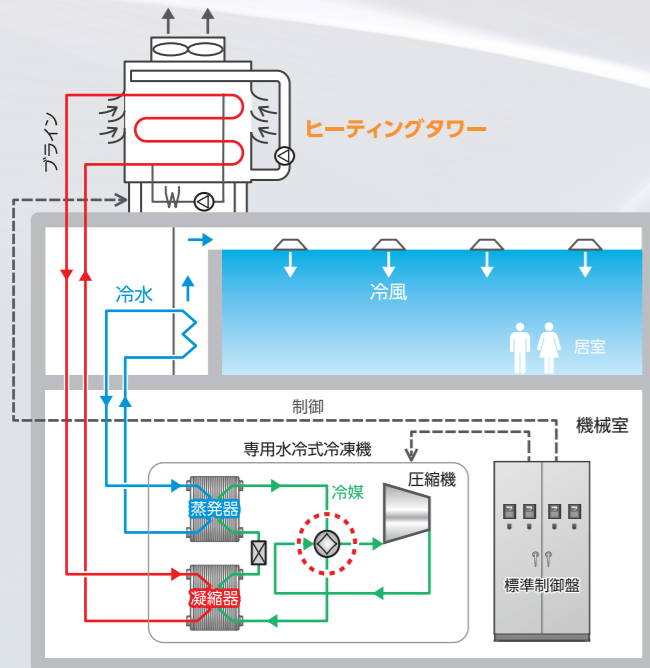 ヒーティングタワー
ブライン
冷水
冷風
居室
制御
機械室
専用水冷式冷凍機
圧縮機
冷媒
蒸発器
凝縮器
標準制御盤